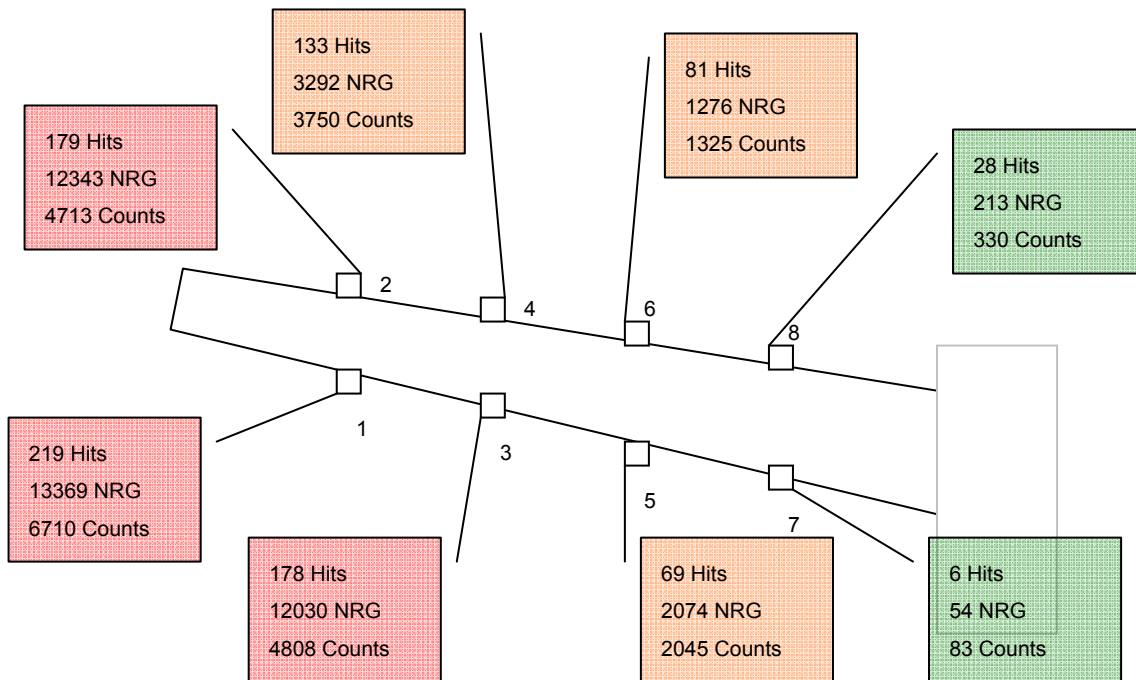 133 Hits
3292 NRG
3750 Counts
81 Hits
1276 NRG
1325 Counts
179 Hits
12343 NRG
4713 Counts
28 Hits
213 NRG
330 Counts
2
4
6
8
1
3
5
7
219 Hits
13369 NRG
6710 Counts
178 Hits
12030 NRG
4808 Counts
69 Hits
2074 NRG
2045 Counts
6 Hits
54 NRG
83 Counts